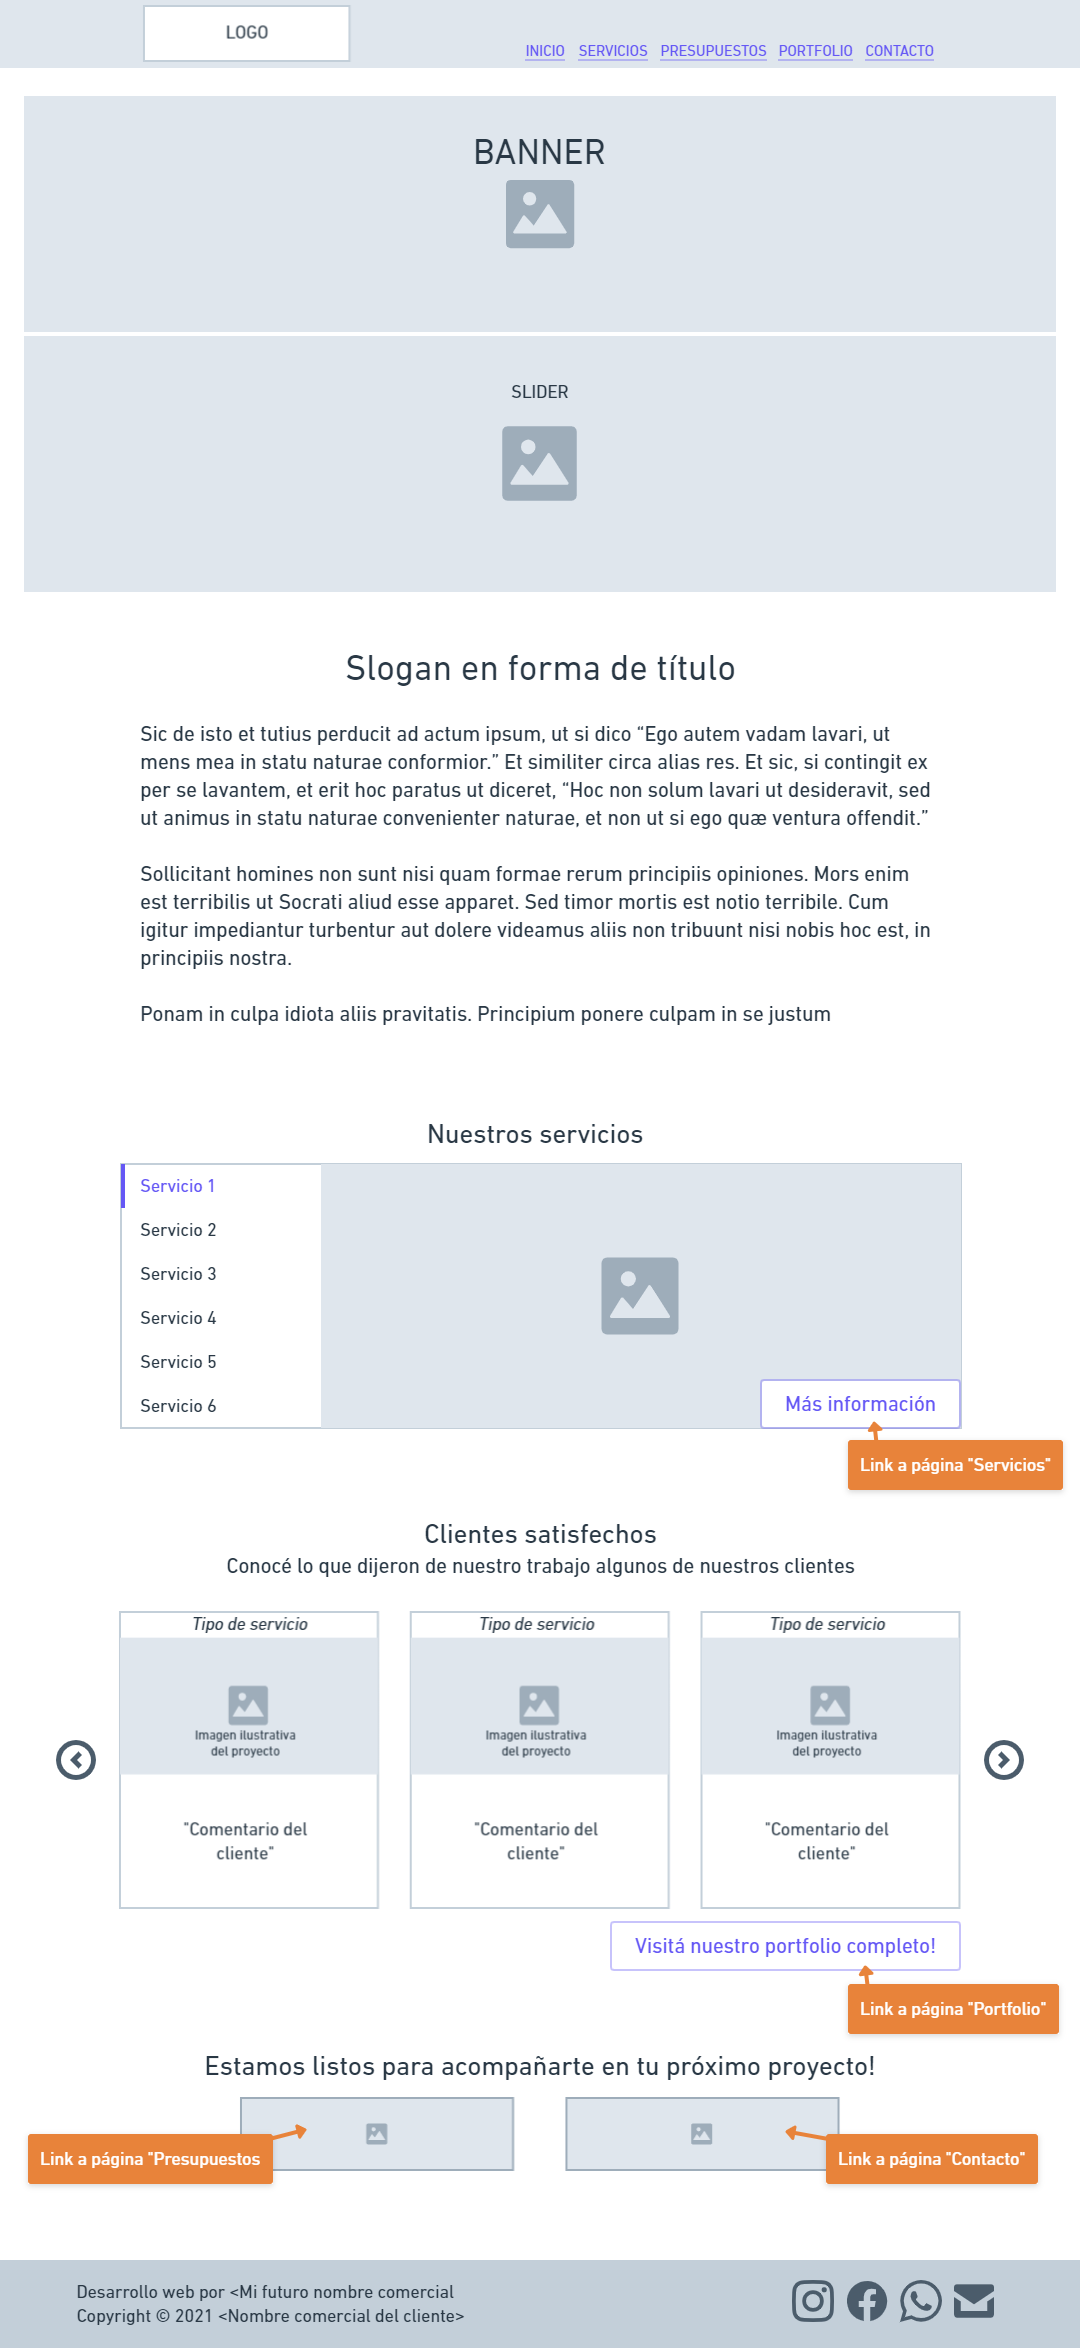 LOGO
INICIO SERVICIOS PRESUPUESTOS PORTFOLIO CONTACTO
BANNER
SLIDER
Slogan en forma de título
Sic de isto et tutius perducit ad actum ipsum, ut si dico “Ego autem vadam lavari, ut
mens mea in statu naturae conformior.” Et similiter circa alias res. Et sic, si contingit ex
per se lavantem, et erit hoc paratus ut diceret, “Hoc non solum lavari ut desideravit, sed
ut animus in statu naturae convenienter naturae, et non ut si ego quæ ventura offendit.”
Sollicitant homines non sunt nisi quam formae rerum principiis opiniones. Mors enim
est terribilis ut Socrati aliud esse apparet. Sed timor mortis est notio terribile. Cum
igitur impediantur turbentur aut dolere videamus aliis non tribuunt nisi nobis hoc est, in
principiis nostra.
Ponam in culpa idiota aliis pravitatis. Principium ponere culpam in se justum
Nuestros servicios
Servicio 1
Servicio 2
Servicio 3
Servicio 4
Servicio 5
Servicio 6
Más información
Link a página "Servicios"
Clientes satisfechos
Conocé lo que dijeron de nuestro trabajo algunos de nuestros clientes
Tipo de servicio
Imagen ilustrativa
del proyecto
"Comentario del
cliente"
Tipo de servicio
Imagen ilustrativa
del proyecto
"Comentario del
cliente"
Tipo de servicio
Imagen ilustrativa
del proyecto
"Comentario del
cliente"
Visitá nuestro portfolio completo!
Link a página "Portfolio"
Estamos listos para acompañarte en tu próximo proyecto!
Link a página "Presupuestos
Link a página "Contacto"
Desarrollo web por <Mi futuro nombre comercial
Copyright © 2021 <Nombre comercial del cliente>